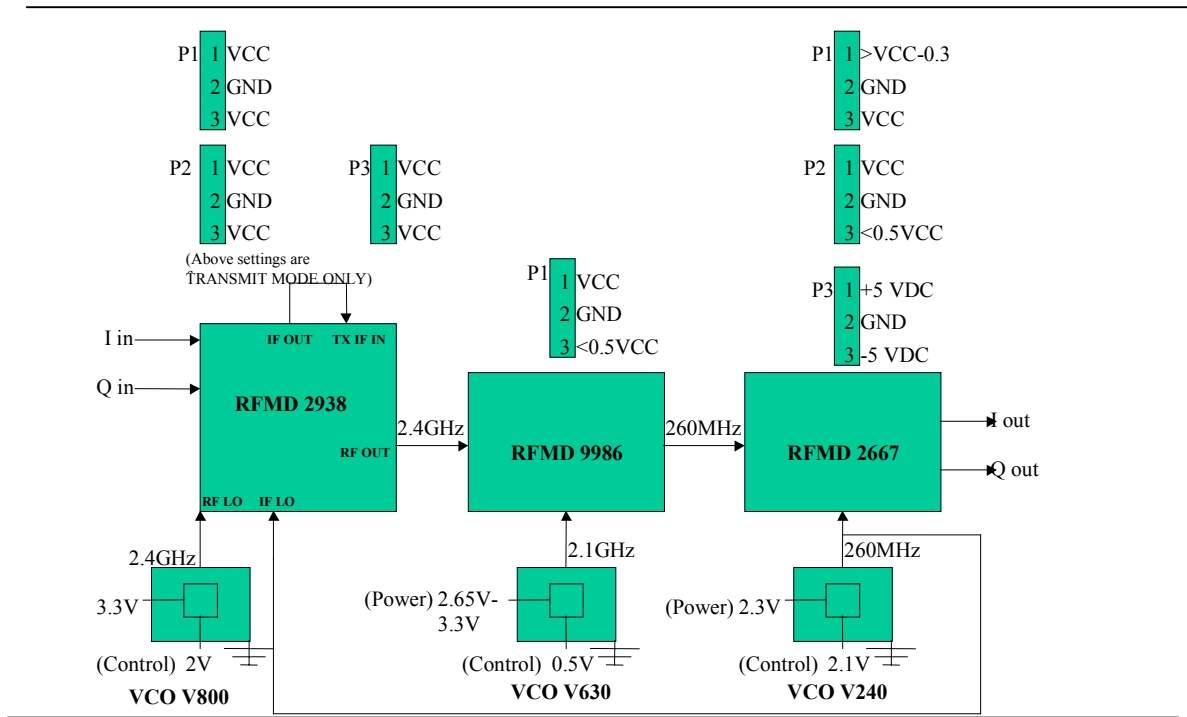 P1 1 VCC
2 GND
3 VCC
P2 1 VCC
2 GND
3 VCC
P3 1 VCC
2 GND
3 VCC
(Above settings are
TRANSMIT MODE ONLY)
P1 1 VCC
2 GND
3 <0.5VCC
P1 1 >VCC-0.3
2 GND
3 VCC
P2 1 VCC
2 GND
3 <0.5VCC
P3 1 +5 VDC
2 GND
3 -5 VDC
I in
Q in
IF OUT TX IF IN
RFMD 2938
RF OUT
RF LO IF LO
2.4GHz
RFMD 9986
260MHz
RFMD 2667
I out
Q out
2.4GHz
3.3V
(Control) 2V
VCO V800
2.1GHz
(Power) 2.65V-
3.3V
(Control) 0.5V
VCO V630
260MHz
(Power) 2.3V
(Control) 2.1V
VCO V240